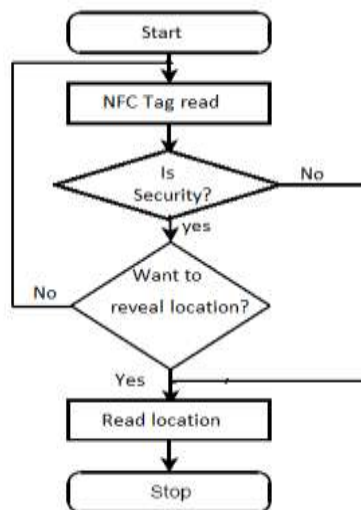 Start
NFC Tag read
Is
Security?
No
yes
Want to
reveal location?
No
Yes
Read location
Stop